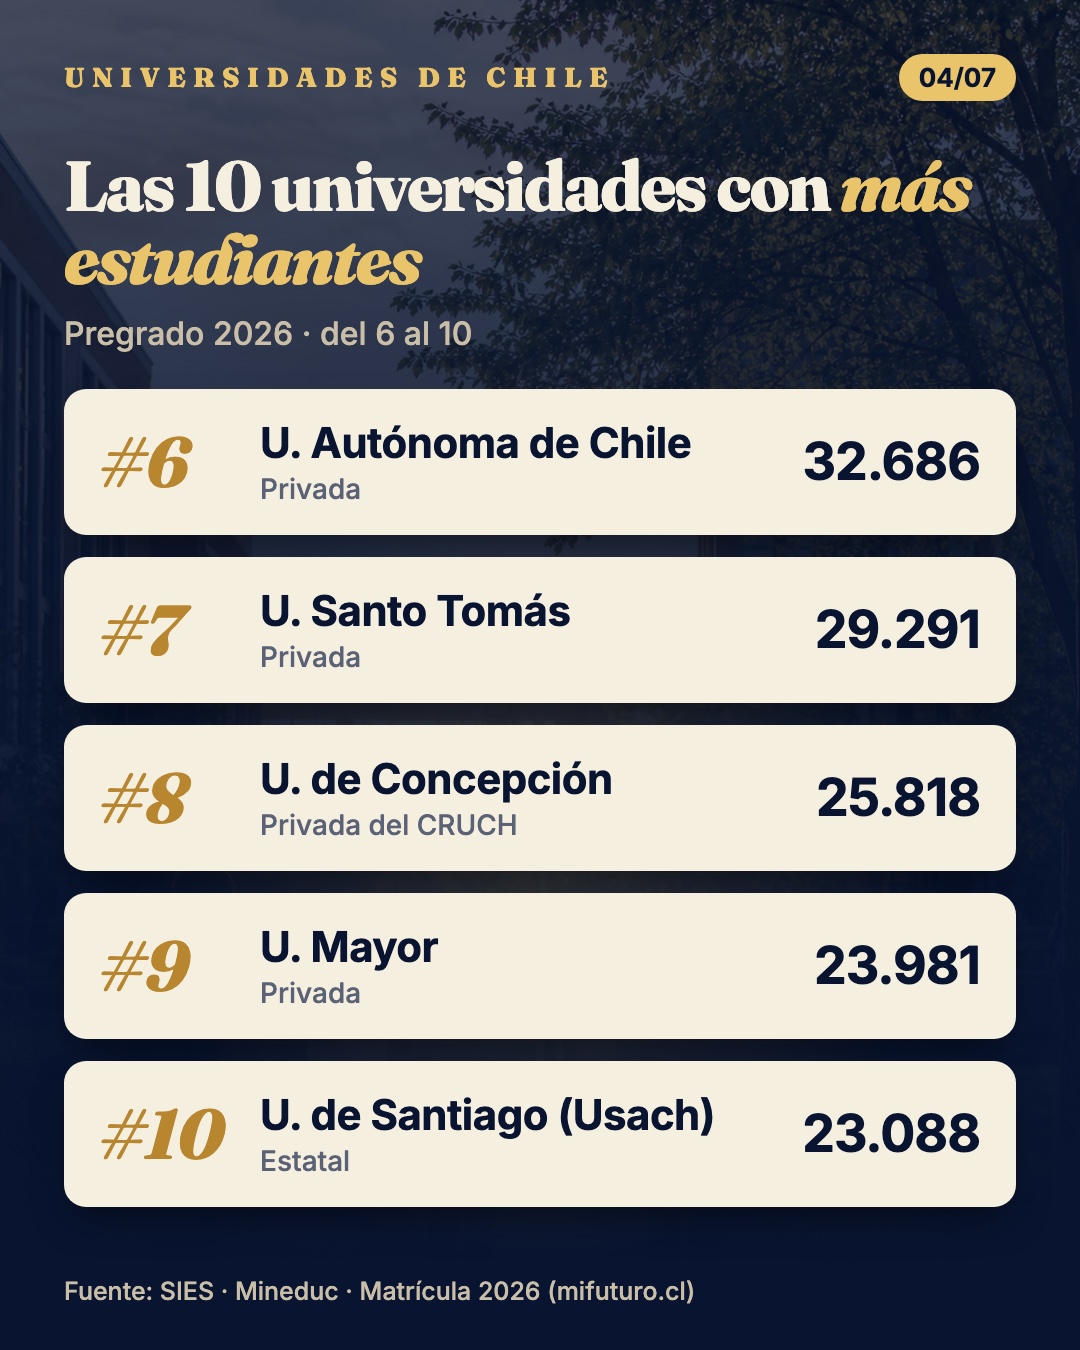 UNIVERSIDADES DE CHILE
04/07
Las 10 universidades con más
estudiantes
Pregrado 2026 · del 6 al 10
#6
U. Autónoma de Chile
Privada
32.686
#7
U. Santo Tomás
Privada
29.291
#8
U. de Concepción
Privada del CRUCH
25.818
#9
U. Mayor
Privada
23.981
#10
U. de Santiago (Usach)
Estatal
23.088
Fuente: SIES · Mineduc · Matrícula 2026 (mifuturo.cl)